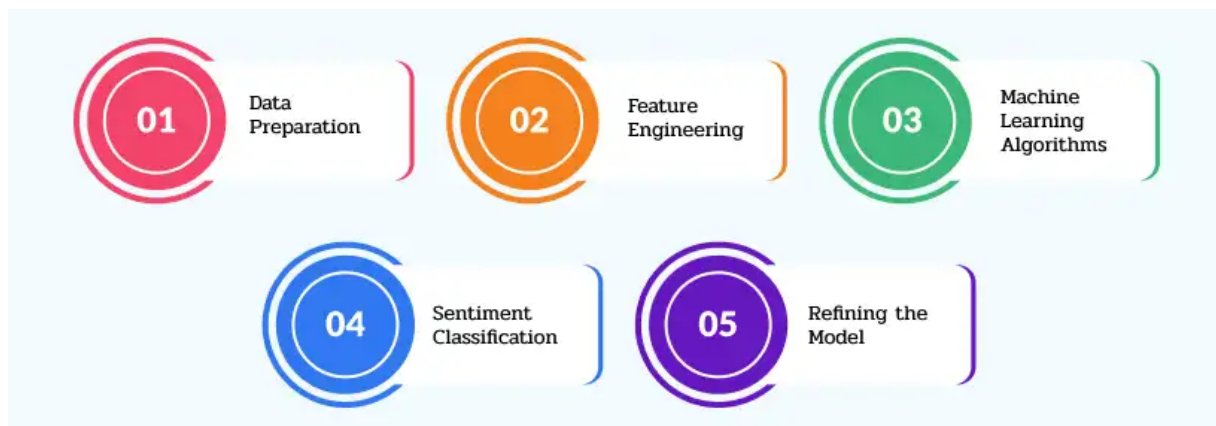 01
Data
Preparation
02
Feature
Engineering
03
Machine
Learning
Algorithms
04
Sentiment
Classification
05
Refining the
Model